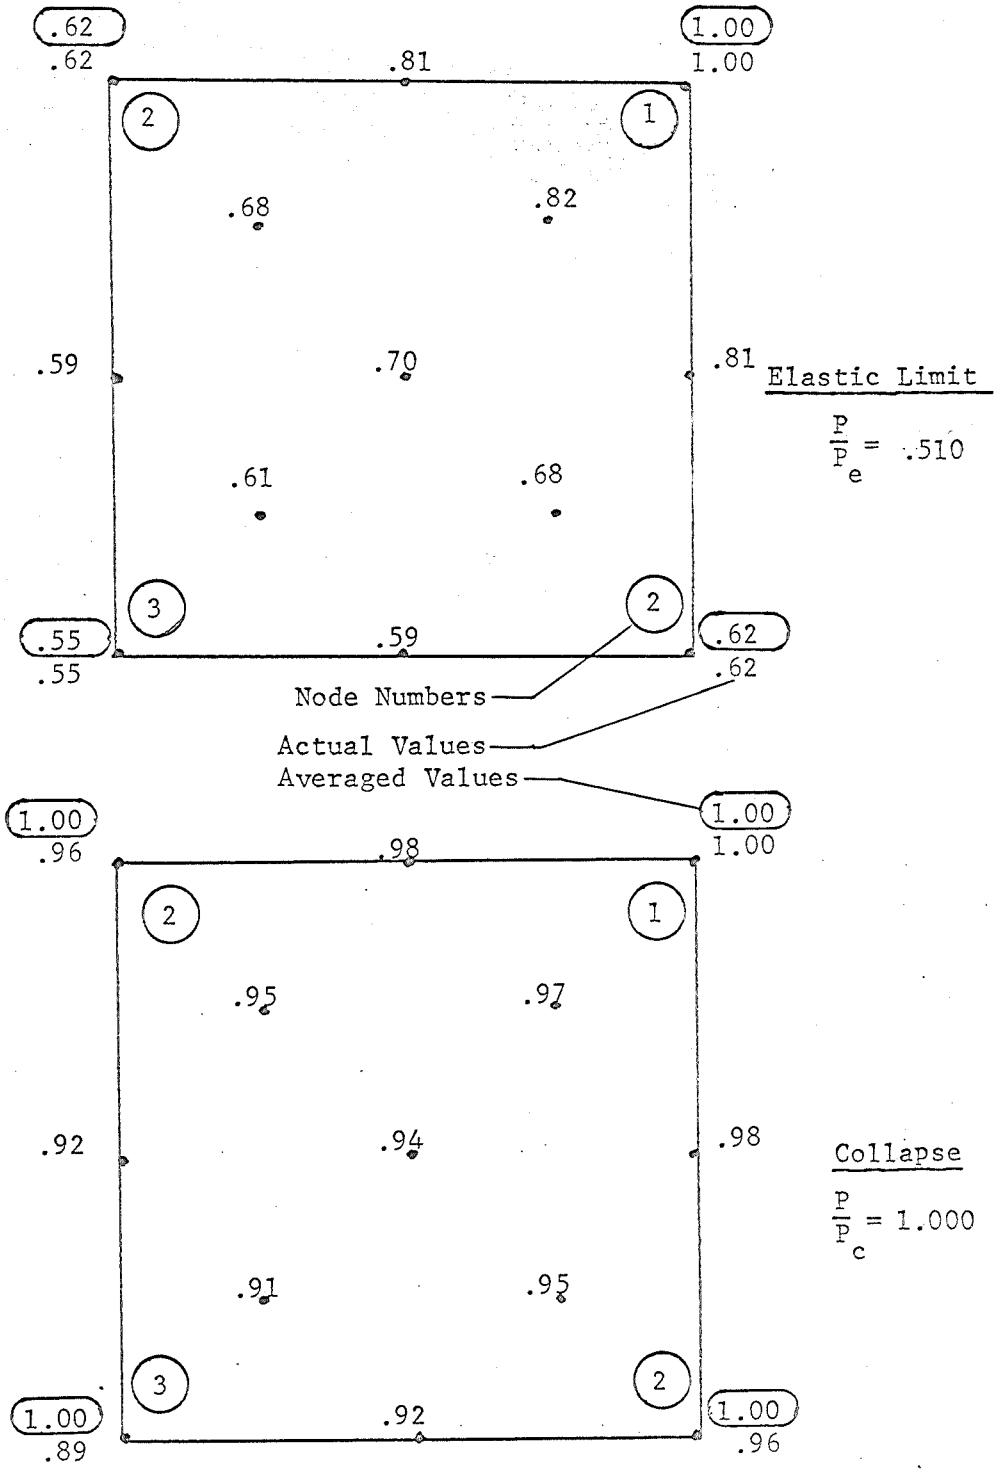 .62 1.00
.62 .81 1.00
2 1
.68 .82
.59 .70 .81
Elastic Limit
P
P e = .510
.61 .68
3 2
.55 .59 .62
.55 .62
Node Numbers
Actual Values
Averaged Values
1.00 1.00
.96 .98 1.00
2 1
.95 .97
.92 .94 .98
Collapse
P
P c = 1.000
.91 .95
3 2
1.00 .92 1.00
.89 .96